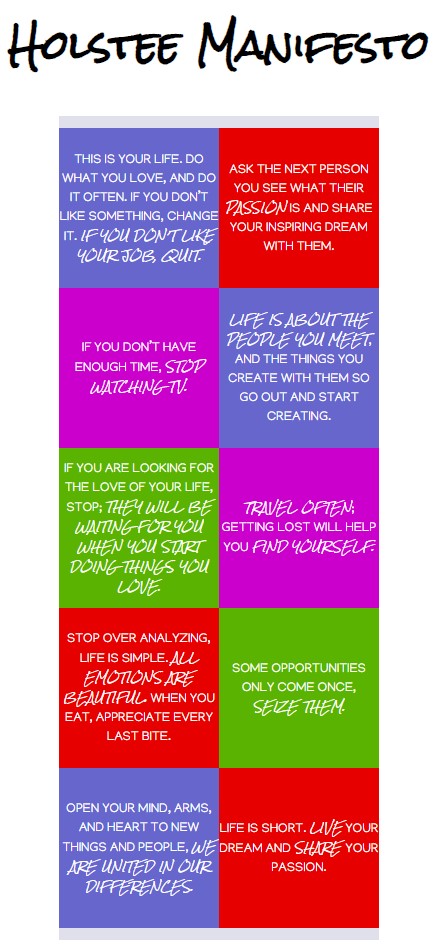 Holstee Manifesto
THIS IS YOUR LIFE. DO
WHAT YOU LOVE, AND DO
IT OFTEN. IF YOU DON'T
LIKE SOMETHING, CHANGE
IT. IF YOU DON'T LIKE
YOUR JOB, QUIT.
ASK THE NEXT PERSON
YOU SEE WHAT THEIR
PASSION IS AND SHARE
YOUR INSPIRING DREAM
WITH THEM.
IF YOU DON'T HAVE
ENOUGH TIME, STOP
WATCHING TV.
LIFE IS ABOUT THE
PEOPLE YOU MEET,
AND THE THINGS YOU
CREATE WITH THEM SO
GO OUT AND START
CREATING.
IF YOU ARE LOOKING FOR
THE LOVE OF YOUR LIFE,
STOP; THEY WILL BE
WAITING FOR YOU
WHEN YOU START
DOING THINGS YOU
LOVE.
TRAVEL OFTEN;
GETTING LOST WILL HELP
YOU FIND YOURSELF.
STOP OVER ANALYZING,
LIFE IS SIMPLE. ALL
EMOTIONS ARE
BEAUTIFUL. WHEN YOU
EAT, APPRECIATE EVERY
LAST BITE.
SOME OPPORTUNITIES
ONLY COME ONCE,
SEIZE THEM.
OPEN YOUR MIND, ARMS,
AND HEART TO NEW
THINGS AND PEOPLE, WE
ARE UNITED IN OUR
DIFFERENCES.
LIFE IS SHORT. LIVE YOUR
DREAM AND SHARE YOUR
PASSION.